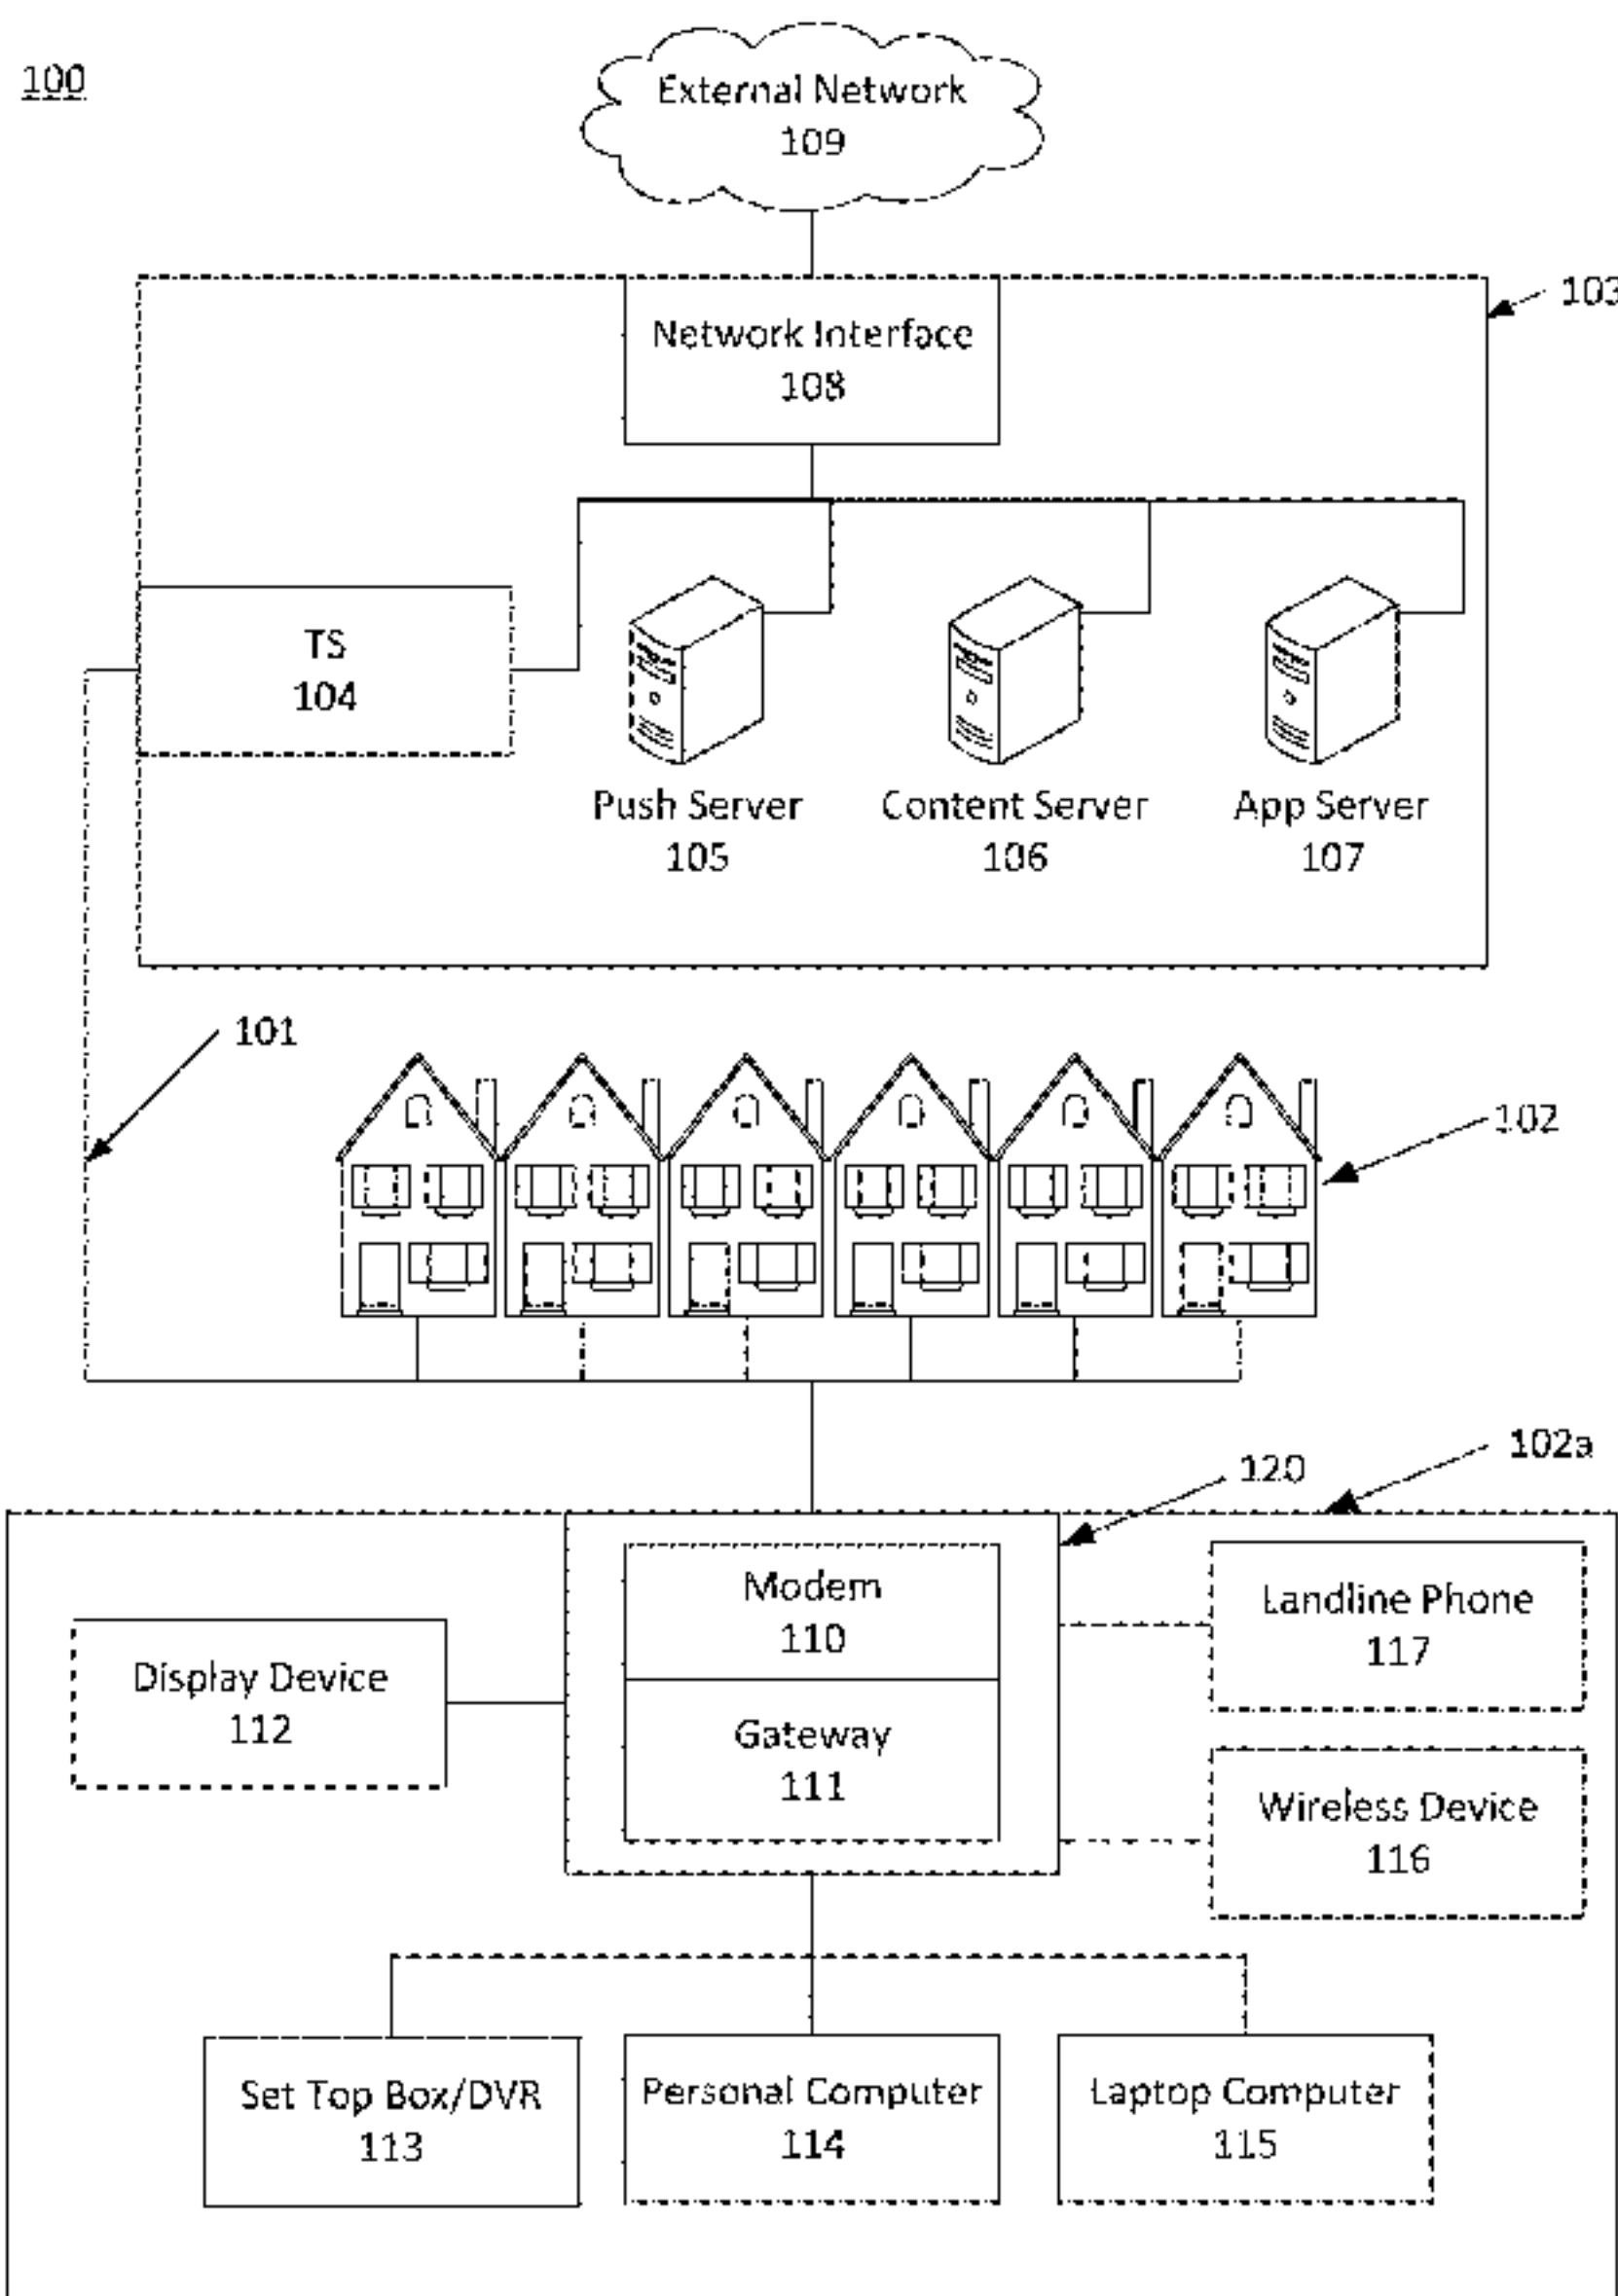 100
External Network
109
103
Network Interface
108
TS
104
Push Server
105
Content Server
106
App Server
107
101
102
102a
120
Modem
110
Landline Phone
117
Display Device
112
Gateway
111
Wireless Device
116
Set Top Box/DVR
113
Personal Computer
114
Laptop Computer
115